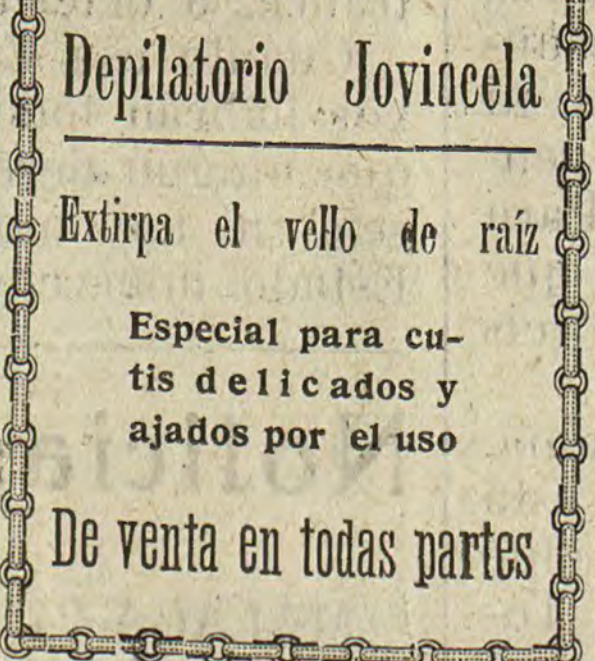 Depilatorio Jovincela
Extirpa el vello de raíz
Especial para cu-
tis delicados y
ajados por el uso
De venta en todas partes